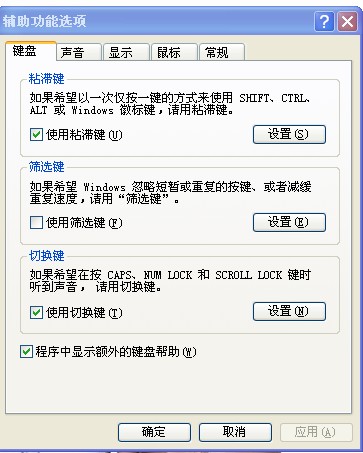 辅助功能选项
键盘 声音 显示 鼠标 常规
粘滞键
如果希望以一次仅按一键的方式来使用 SHIFT、CTRL、
ALT 或 Windows 徽标键，请用粘滞键。
使用粘滞键(U) 设置(S)
筛选键
如果希望 Windows 忽略短暂或重复的按键、或者减缓
重复速度，请用“筛选键”。
使用筛选键(F) 设置(E)
切换键
如果希望在按 CAPS、NUM LOCK 和 SCROLL LOCK 键时
听到声音， 请用切换键。
使用切换键(T) 设置(N)
程序中显示额外的键盘帮助(W)
确定 取消 应用(A)